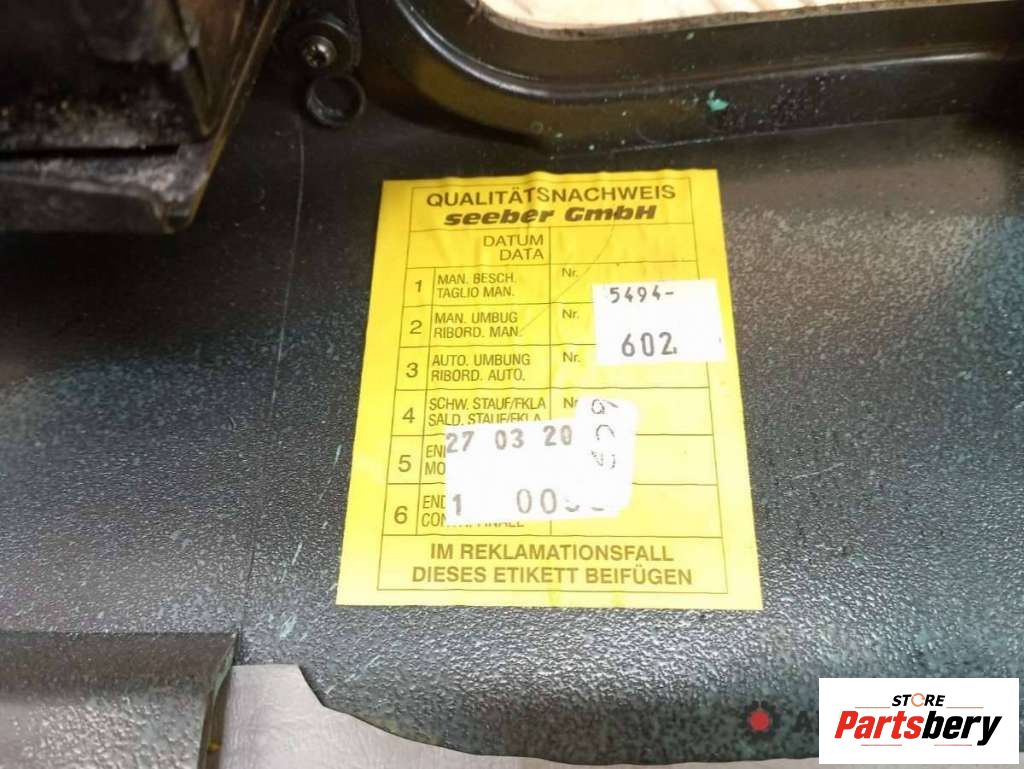 QUALITÄTSNACHWEIS
seeber GmbH
DATUM
DATA
1 MAN. BESCH. Nr.
TAGLIO MAN.
5494-
2 MAN. UMBUG Nr.
RIBORD. MAN.
602
3 AUTO. UMBUNG Nr.
RIBORD. AUTO.
4 SCHW. STAUF/FKLA Nr.
SALD. STAUF/FKLA
27 03 20
5
6
1
IM REKLAMATIONSFALL
DIESES ETIKETT BEIFÜGEN
STORE
Partsbery